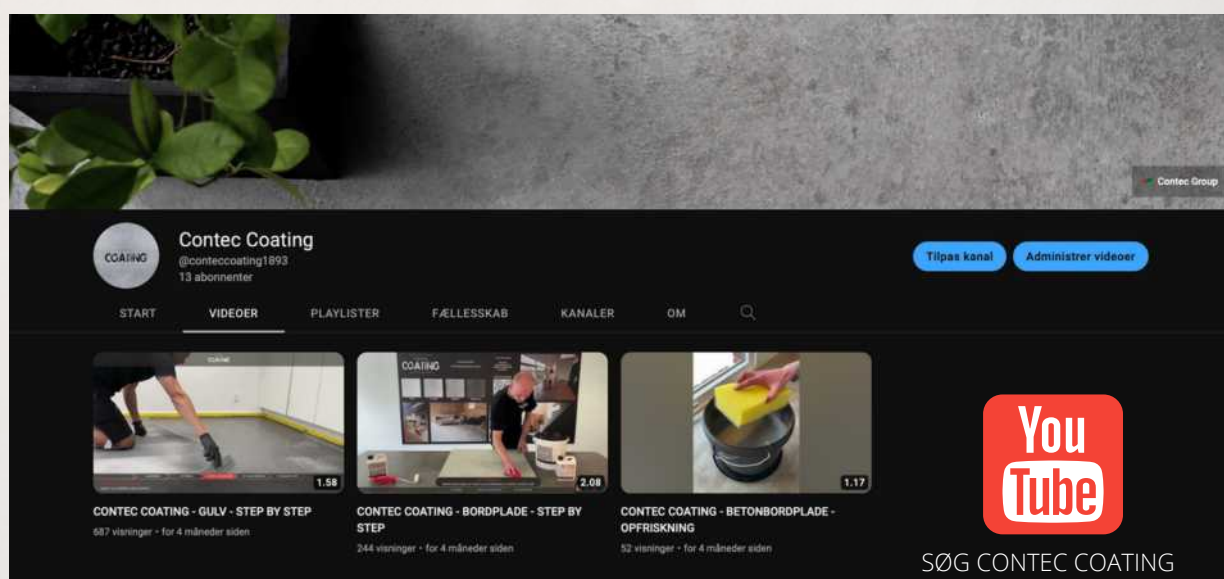 Contec Group
COATING
Contec Coating
@conteccoating1893
13 abonnenter
Tilpas kanal
Administrer videoer
START
VIDEOER
PLAYLISTER
FÆLLESSKAB
KANALER
OM
COATING
1.58
COATING
2.08
1.17
CONTEC COATING - GULV - STEP BY STEP
687 visninger • for 4 måneder siden
CONTEC COATING - BORDPLADE - STEP BY
STEP
244 visninger • for 4 måneder siden
CONTEC COATING - BETONBORDPLADE -
OPFRISKNING
52 visninger • for 4 måneder siden
You
Tube
SØG CONTEC COATING